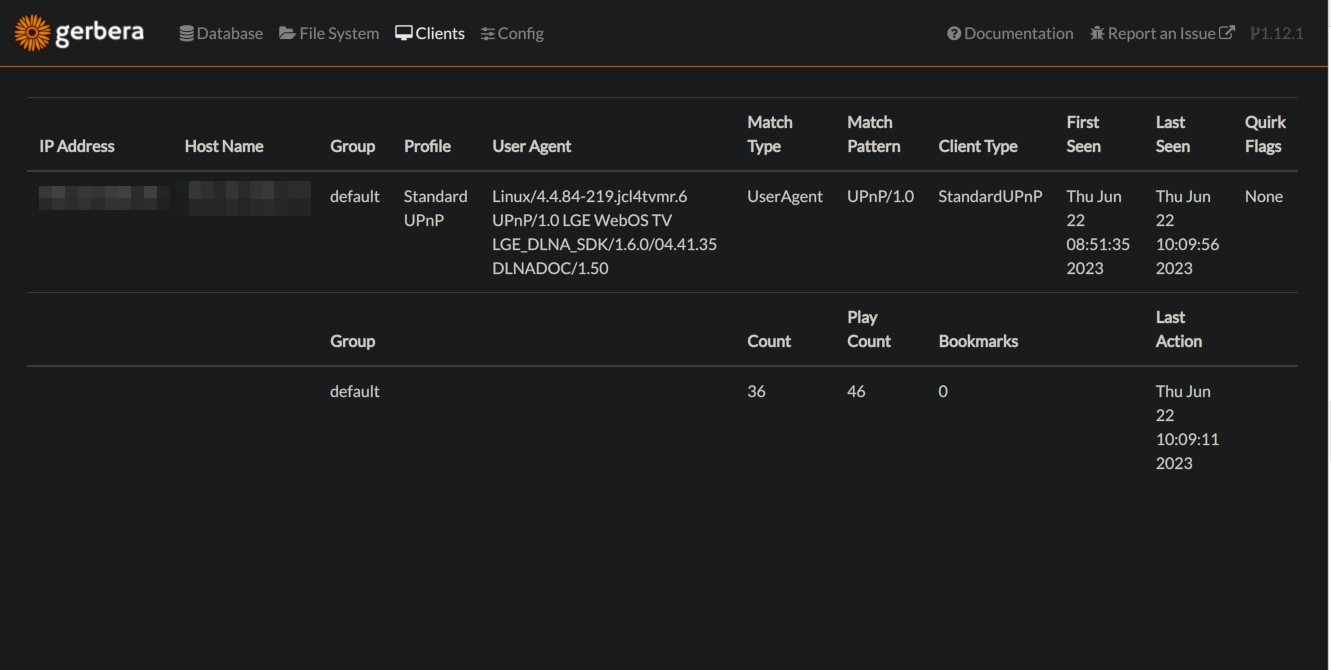 gerbera Database File System Clients Config Documentation Report an Issue 1.12.1
IP Address Host Name Group Profile User Agent Match Type Match Pattern Client Type First Seen Last Seen Quirk Flags
default Standard UPnP Linux/4.4.84-219.jcl4tvmr.6 UserAgent UPnP/1.0 StandardUPnP Thu Jun 22 08:51:35 2023 Thu Jun 22 10:09:56 2023 None
UPnP/1.0 LGE WebOS TV
LGE_DLNA_SDK/1.6.0/04.41.35
DLNADOC/1.50
Group Count Play Count Bookmarks Last Action
default 36 46 0 Thu Jun 22 10:09:11 2023